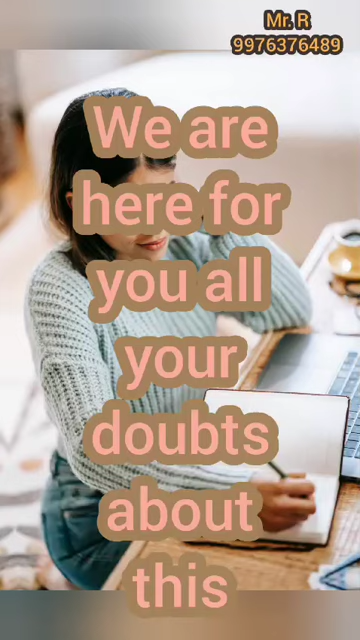 Mr. R
9976376489
We are
here for
you all
your
doubts
about
this